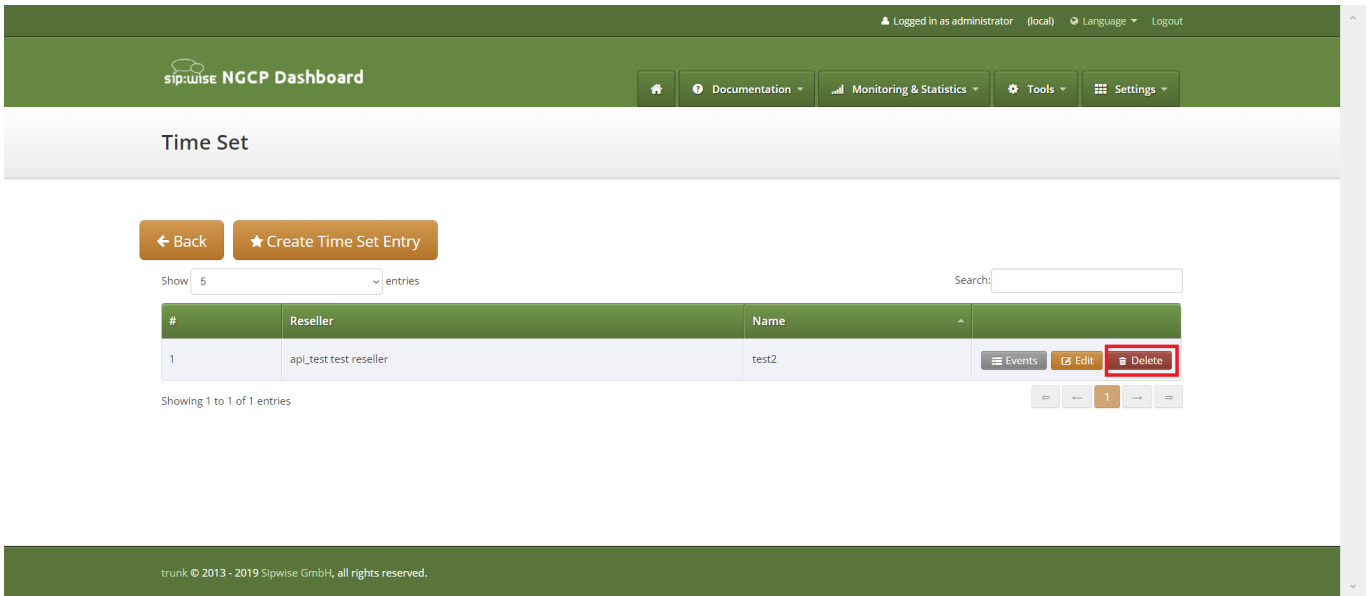 Logged in as administrator (local) Language Logout
sip:wise NGCP Dashboard
Documentation Monitoring & Statistics Tools Settings
Time Set
Back Create Time Set Entry
Show 5 entries Search:
# Reseller Name
1 api_test test reseller test2 Events Edit Delete
Showing 1 to 1 of 1 entries ⇐ ← 1 → ⇒
trunk © 2013 - 2019 Sipwise GmbH, all rights reserved.